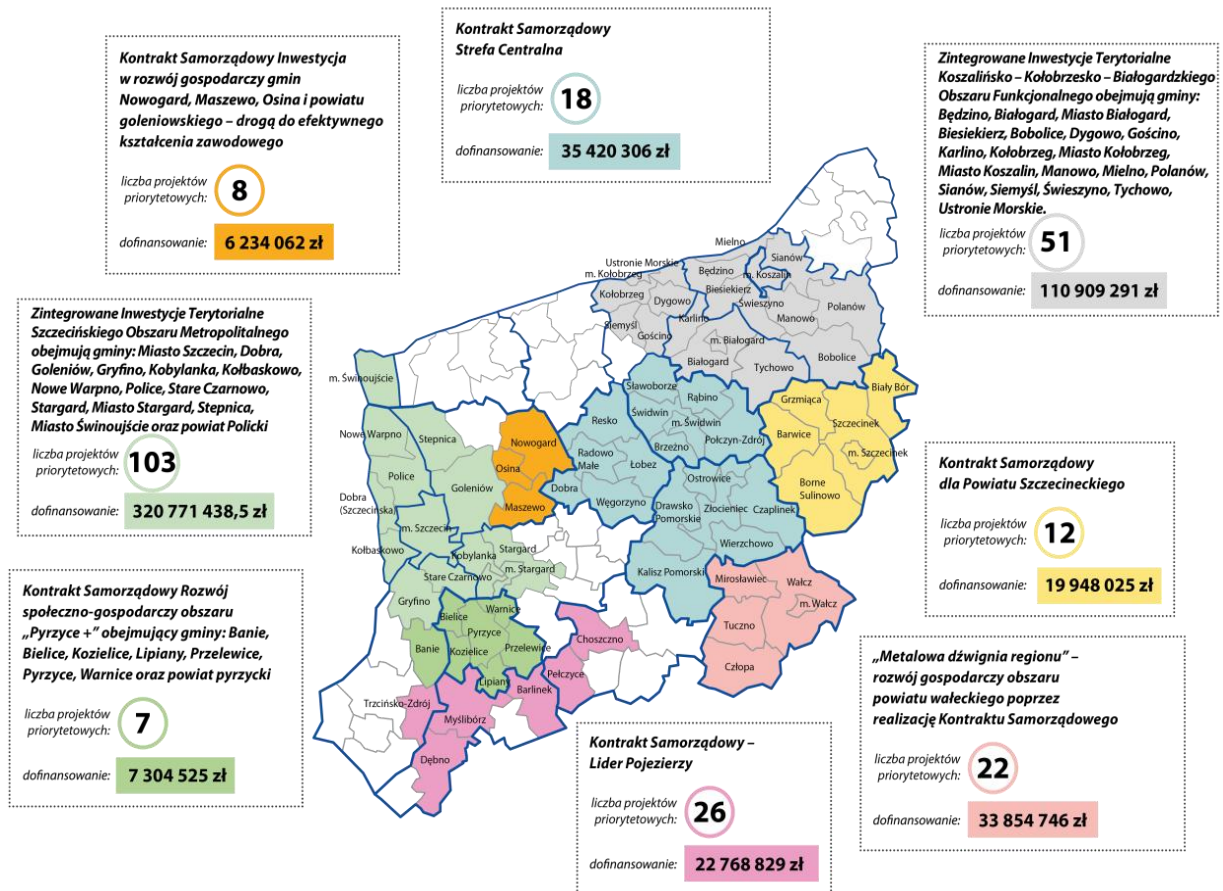 Kontrakt Samorządowy Inwestycja
w rozwój gospodarczy gmin
Nowogard, Maszewo, Osina i powiatu
goleniowskiego – drogą do efektywnego
kształcenia zawodowego
liczba projektów
priorytetowych:
8
dofinansowanie:
6 234 062 zł
Kontrakt Samorządowy
Strefa Centralna
liczba projektów
priorytetowych:
18
dofinansowanie:
35 420 306 zł
Zintegrowane Inwestycje Terytorialne
Koszalińsko – Kołobrzesko – Białogardzkiego
Obszaru Funkcjonalnego obejmują gminy:
Będzino, Białogard, Miasto Białogard,
Biesiekierz, Bobolice, Dygowo, Gościno,
Karlino, Kołobrzeg, Miasto Kołobrzeg,
Miasto Koszalin, Manowo, Mielno, Polanów,
Sianów, Siemyśl, Świeszyno, Tychowo,
Ustronie Morskie.
liczba projektów
priorytetowych:
51
dofinansowanie:
110 909 291 zł
Zintegrowane Inwestycje Terytorialne
Szczecińskiego Obszaru Metropolitalnego
obejmują gminy: Miasto Szczecin, Dobra,
Goleniów, Gryfino, Kobylanka, Kołbaskowo,
Nowe Warpno, Police, Stare Czarnowo,
Stargard, Miasto Stargard, Stepnica,
Miasto Świnoujście oraz powiat Policki
liczba projektów
priorytetowych:
103
dofinansowanie:
320 771 438,5 zł
Kontrakt Samorządowy Rozwój
społeczno-gospodarczy obszaru
„Pyrzyce +” obejmujący gminy: Banie,
Bielice, Kozielice, Lipiany, Przelewice,
Pyrzyce, Warnice oraz powiat pyrzycki
liczba projektów
priorytetowych:
7
dofinansowanie:
7 304 525 zł
Kontrakt Samorządowy
dla Powiatu Szczecineckiego
liczba projektów
priorytetowych:
12
dofinansowanie:
19 948 025 zł
„Metalowa dźwignia regionu” –
rozwój gospodarczy obszaru
powiatu wałeckiego poprzez
realizację Kontraktu Samorządowego
liczba projektów
priorytetowych:
22
dofinansowanie:
33 854 746 zł
Kontrakt Samorządowy –
Lider Pojezierzy
liczba projektów
priorytetowych:
26
dofinansowanie:
22 768 829 zł
Mielno
Sianów
Ustronie Morskie
m. Kołobrzeg
Będzino
m. Koszalin
Kołobrzeg
Dygowo
Biesiekierz
Świeszyno
Polanów
Siemyśl
Gościno
Karlino
Manowo
m. Białogard
Białogard
Tychowo
Bobolice
m. Świnoujście
Sławoborze
Rąbino
Grzmiąca
Biały Bór
Świdwin
m. Świdwin
Resko
Szczecinek
Nowe Warpno
Stepnica
Nowogard
Brzeżno
Połczyn-Zdrój
Barwice
m. Szczecinek
Radowo
Małe
Łobez
Osina
Police
Goleniów
Dobra
Węgorzyno
Ostrowice
Borne
Sulinowo
Dobra
(Szczecińska)
Maszewo
Drawsko
Pomorskie
Złocieniec
Czaplinek
m. Szczecin
Wierzchowo
Kołbaskowo
Kobylanka
Stargard
m. Stargard
Stare Czarnowo
Kalisz Pomorski
Mirosławiec
Wałcz
m. Wałcz
Gryfino
Bielice
Warnice
Pyrzyce
Choszczno
Tuczno
Banie
Kozielice
Przelewice
Człopa
Pełczyce
Lipiany
Barlinek
Trzcińsko-Zdrój
Myślibórz
Dębno